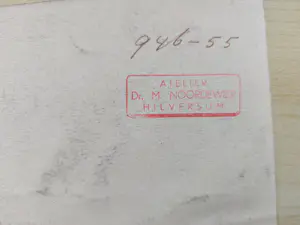 946-55
ATELIER
Dr. M. NOORDEWIER
HILVERSUM